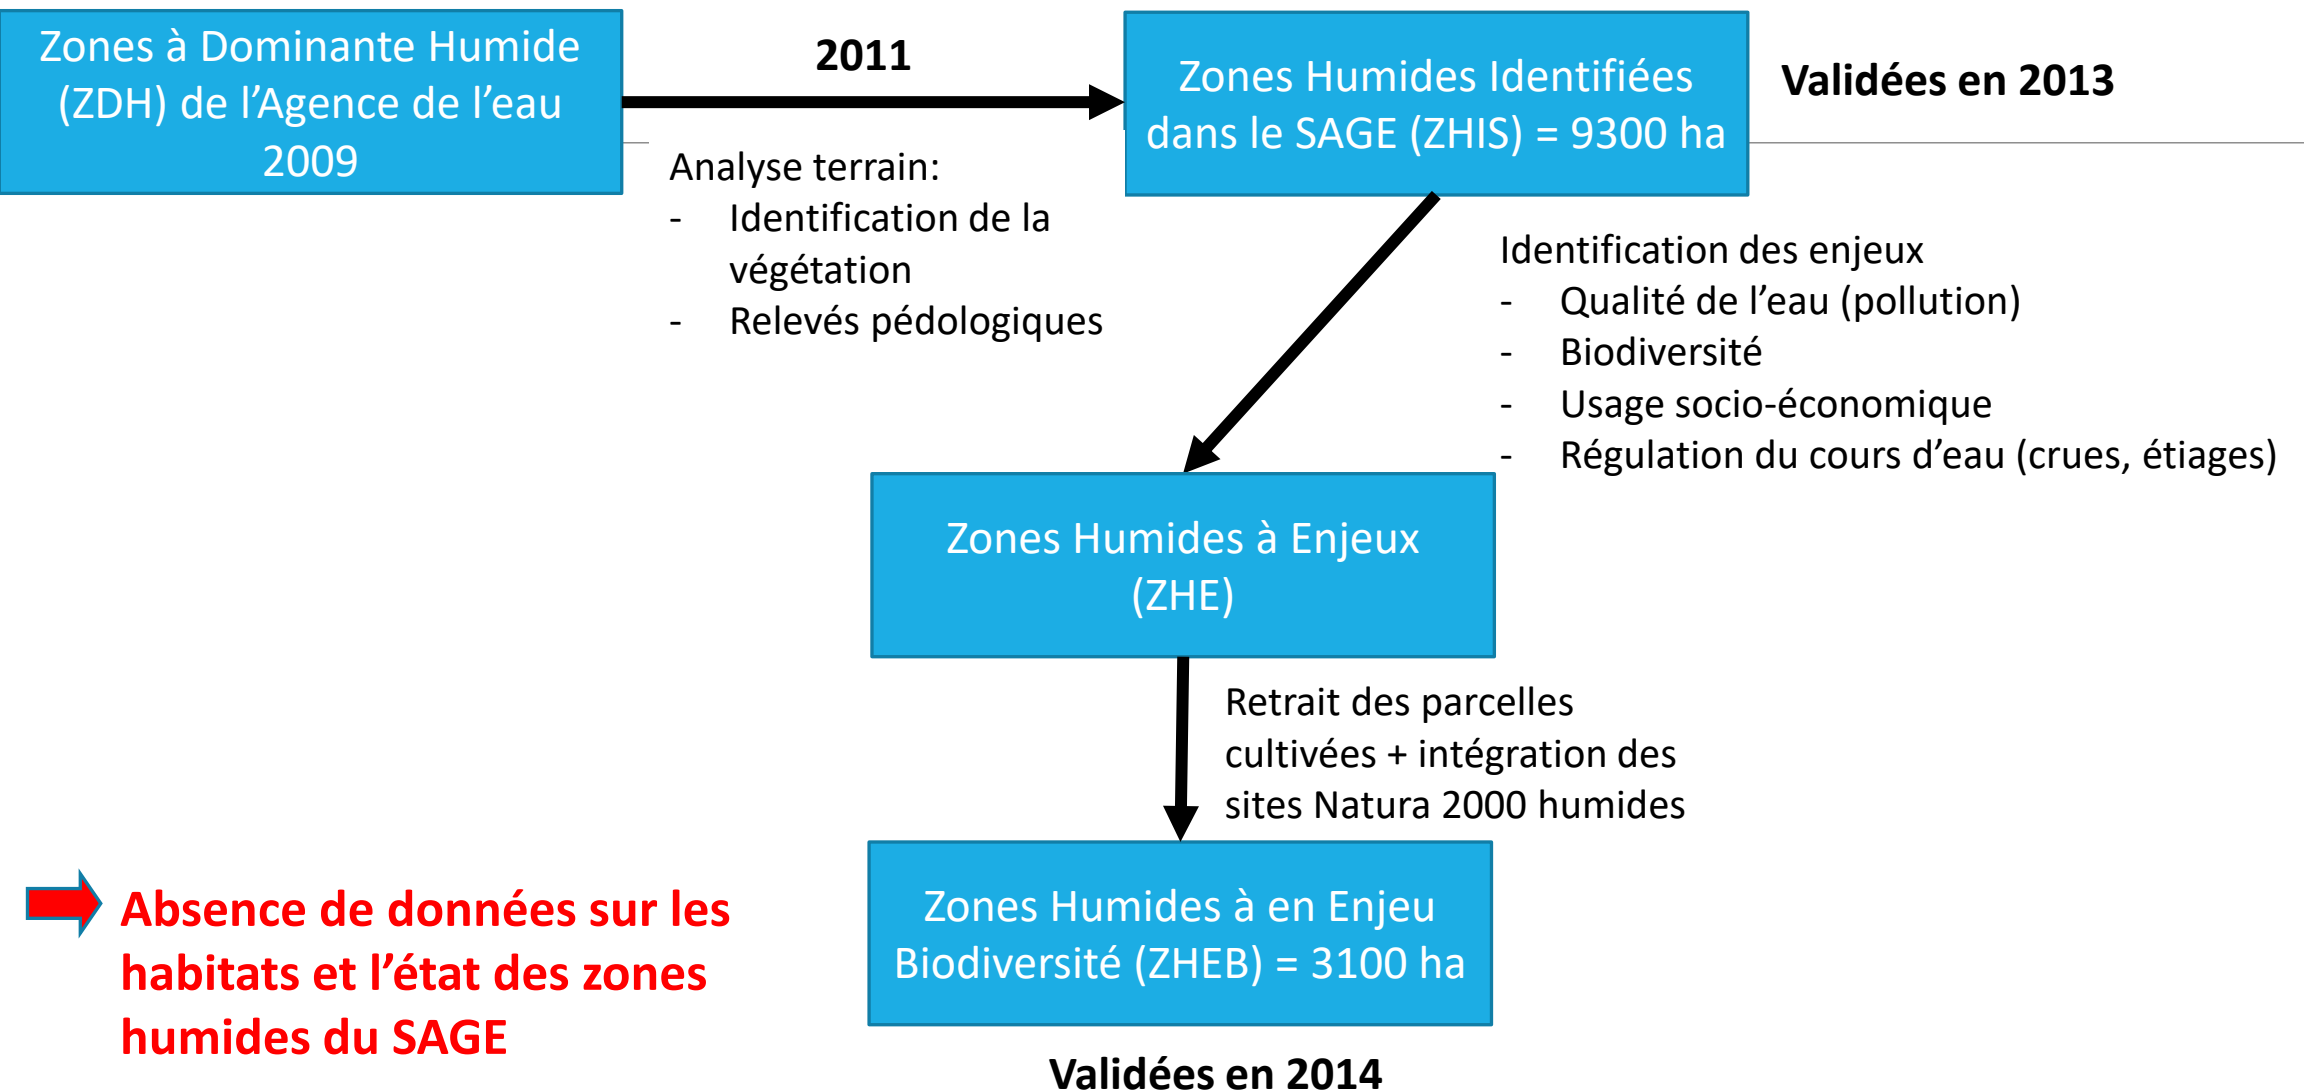 Zones à Dominante Humide
(ZDH) de l’Agence de l’eau
2009
2011
Zones Humides Identifiées
dans le SAGE (ZHIS) = 9300 ha
Validées en 2013
Analyse terrain:
- Identification de la
végétation
- Relevés pédologiques
Identification des enjeux
- Qualité de l’eau (pollution)
- Biodiversité
- Usage socio-économique
- Régulation du cours d’eau (crues, étiages)
Zones Humides à Enjeux
(ZHE)
Retrait des parcelles
cultivées + intégration des
sites Natura 2000 humides
Zones Humides à en Enjeu
Biodiversité (ZHEB) = 3100 ha
Validées en 2014
Absence de données sur les
habitats et l’état des zones
humides du SAGE